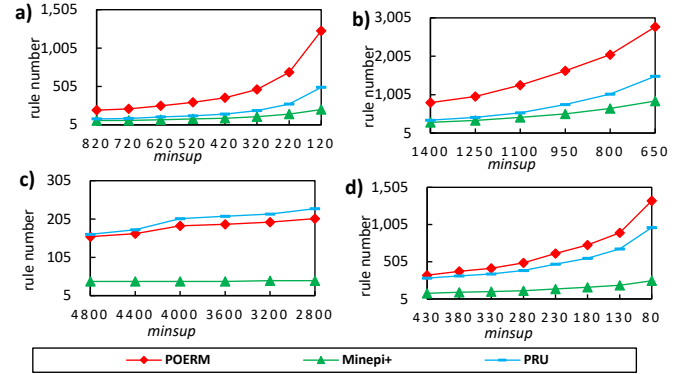 a)
1,505
1,005
505
5
rule number
820 720 620 520 420 320 220 120
minsup
b)
3,005
2,005
1,005
5
rule number
1400 1250 1100 950 800 650
minsup
c)
305
205
105
5
rule number
4800 4400 4000 3600 3200 2800
minsup
d)
1,505
1,005
505
5
rule number
430 380 330 280 230 180 130 80
minsup
POERM Minepi+ PRU